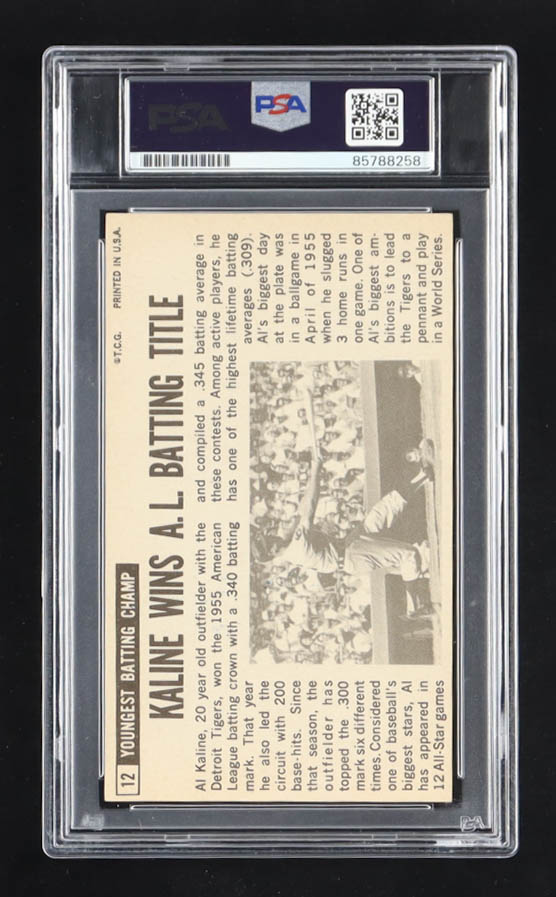 PSA
PSA
85788258
12 YOUNGEST BATTING CHAMP
©T.C.G. PRINTED IN U.S.A.
KALINE WINS A.L. BATTING TITLE
Al Kaline, 20 year old outfielder with the
Detroit Tigers, won the 1955 American
League batting crown with a .340 batting
mark. That year
he also led the
circuit with 200
base-hits. Since
that season, the
outfielder has
topped the .300
mark six different
times. Considered
one of baseball's
biggest stars, Al
has appeared in
12 All-Star games
and compiled a .345 batting average in
these contests. Among active players, he
has one of the highest lifetime batting
averages (.309).
Al's biggest day
at the plate was
in a ballgame in
April of 1955
when he slugged
3 home runs in
one game. One of
Al's biggest am-
bitions is to lead
the Tigers to a
pennant and play
in a World Series.
PSA